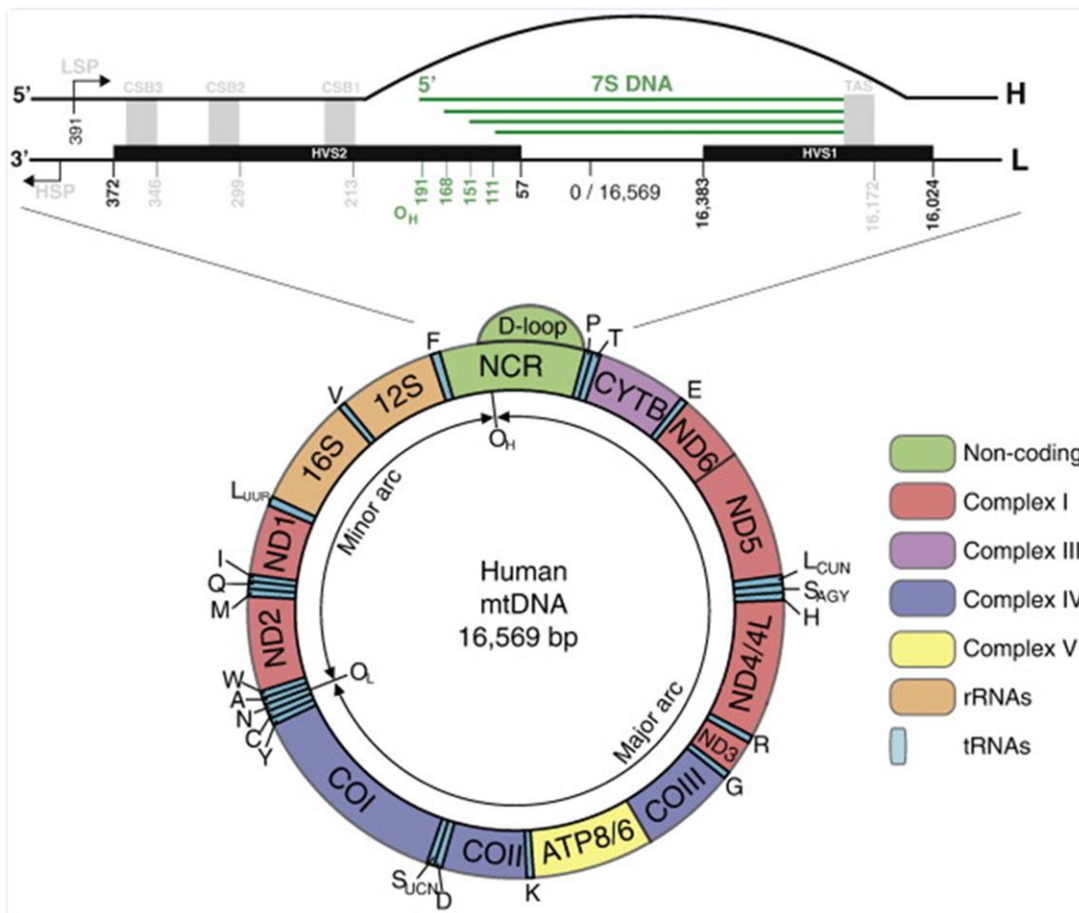 LSP
CSB3 CSB2 CSB1 5' 7S DNA TAS
5' H
391
HVS2 HVS1
3' L
HSP
372 346 299 213 191 168 151 111 57 0 / 16,569 16,383 16,172 16,024
OH
D-loop
F NCR P T
V 12S CYTB E
16S OH ND6
LUUR Minor arc ND5
ND1
I Human LCUN
Q mtDNA SAGY
M 16,569 bp H
ND2 ND4/4L
W OL
A
N
C Major arc R
Y ND3
COI COIII G
SUCN D COII K ATP8/6
Non-coding
Complex I
Complex III
Complex IV
Complex V
rRNAs
tRNAs